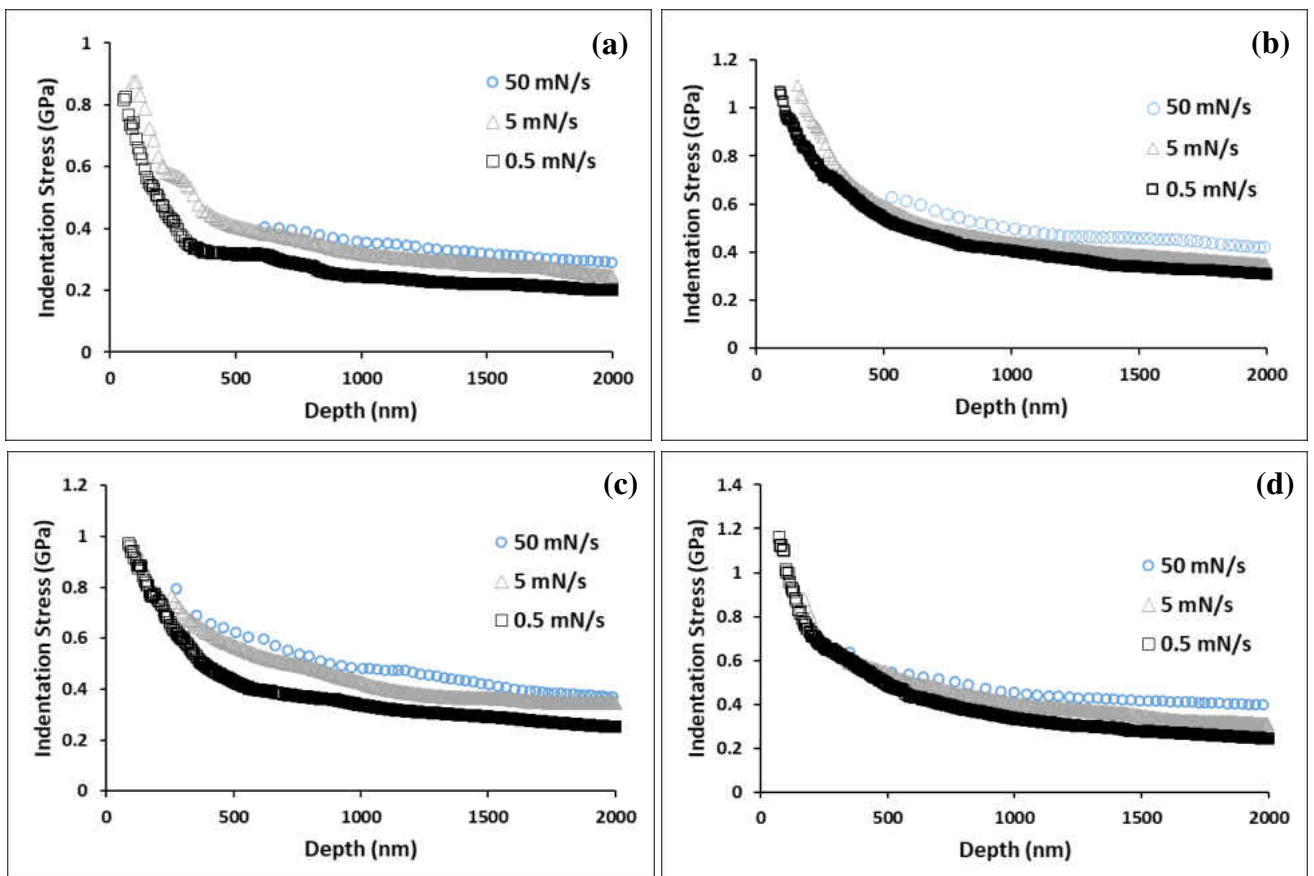 (a)
Indentation Stress (GPa)
1
0.8
0.6
0.4
0.2
0
0 500 1000 1500 2000
Depth (nm)
50 mN/s
5 mN/s
0.5 mN/s
(b)
Indentation Stress (GPa)
1.2
1
0.8
0.6
0.4
0.2
0
0 500 1000 1500 2000
Depth (nm)
50 mN/s
5 mN/s
0.5 mN/s
(c)
Indentation Stress (GPa)
1.2
1
0.8
0.6
0.4
0.2
0
0 500 1000 1500 2000
Depth (nm)
50 mN/s
5 mN/s
0.5 mN/s
(d)
Indentation Stress (GPa)
1.4
1.2
1
0.8
0.6
0.4
0.2
0
0 500 1000 1500 2000
Depth (nm)
50 mN/s
5 mN/s
0.5 mN/s